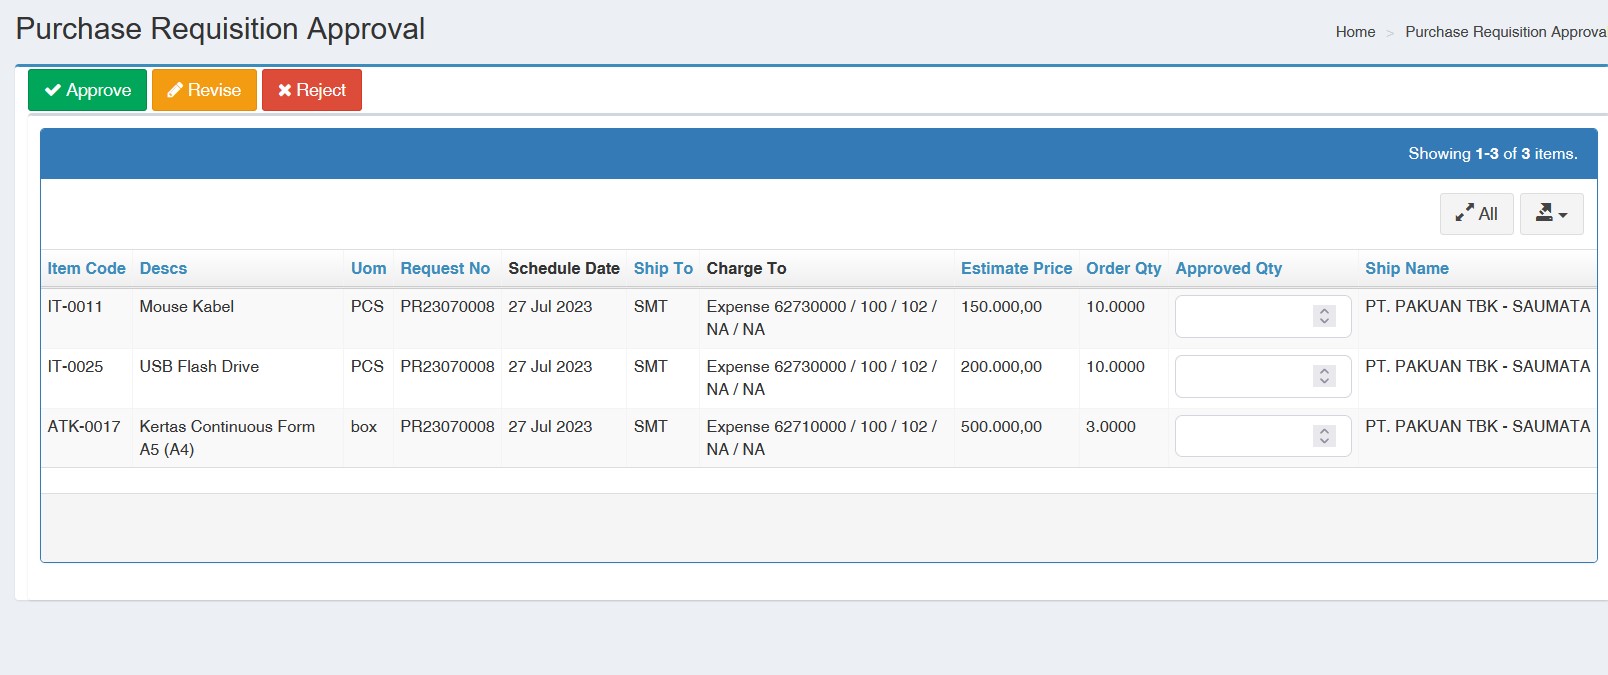 Purchase Requisition Approval
Home > Purchase Requisition Approva
Approve Revise Reject
Showing 1-3 of 3 items.
All
Item Code Descs Uom Request No Schedule Date Ship To Charge To Estimate Price Order Qty Approved Qty Ship Name
IT-0011 Mouse Kabel PCS PR23070008 27 Jul 2023 SMT Expense 62730000 / 100 / 102 / 150.000,00 10.0000 PT. PAKUAN TBK - SAUMATA
NA / NA
IT-0025 USB Flash Drive PCS PR23070008 27 Jul 2023 SMT Expense 62730000 / 100 / 102 / 200.000,00 10.0000 PT. PAKUAN TBK - SAUMATA
NA / NA
ATK-0017 Kertas Continuous Form box PR23070008 27 Jul 2023 SMT Expense 62710000 / 100 / 102 / 500.000,00 3.0000 PT. PAKUAN TBK - SAUMATA
A5 (A4) NA / NA